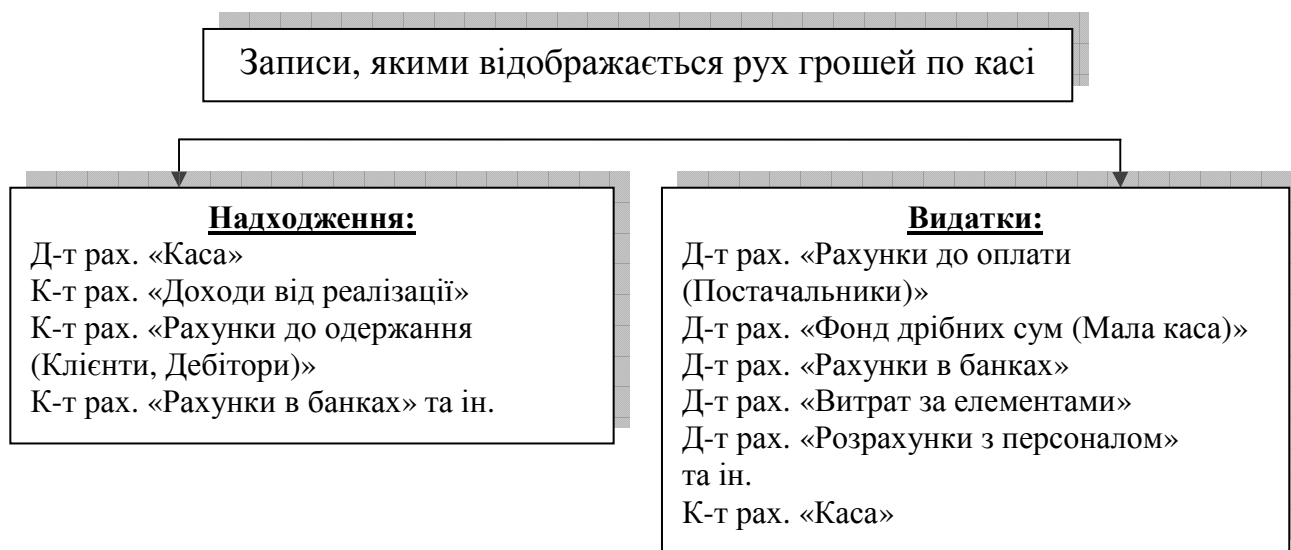 Записи, якими відображається рух грошей по касі
Надходження:
Д-т рах. «Каса»
К-т рах. «Доходи від реалізації»
К-т рах. «Рахунки до одержання
(Клієнти, Дебітори)»
К-т рах. «Рахунки в банках» та ін.
Видатки:
Д-т рах. «Рахунки до оплати
(Постачальники)»
Д-т рах. «Фонд дрібних сум (Мала каса)»
Д-т рах. «Рахунки в банках»
Д-т рах. «Витрат за елементами»
Д-т рах. «Розрахунки з персоналом»
та ін.
К-т рах. «Каса»